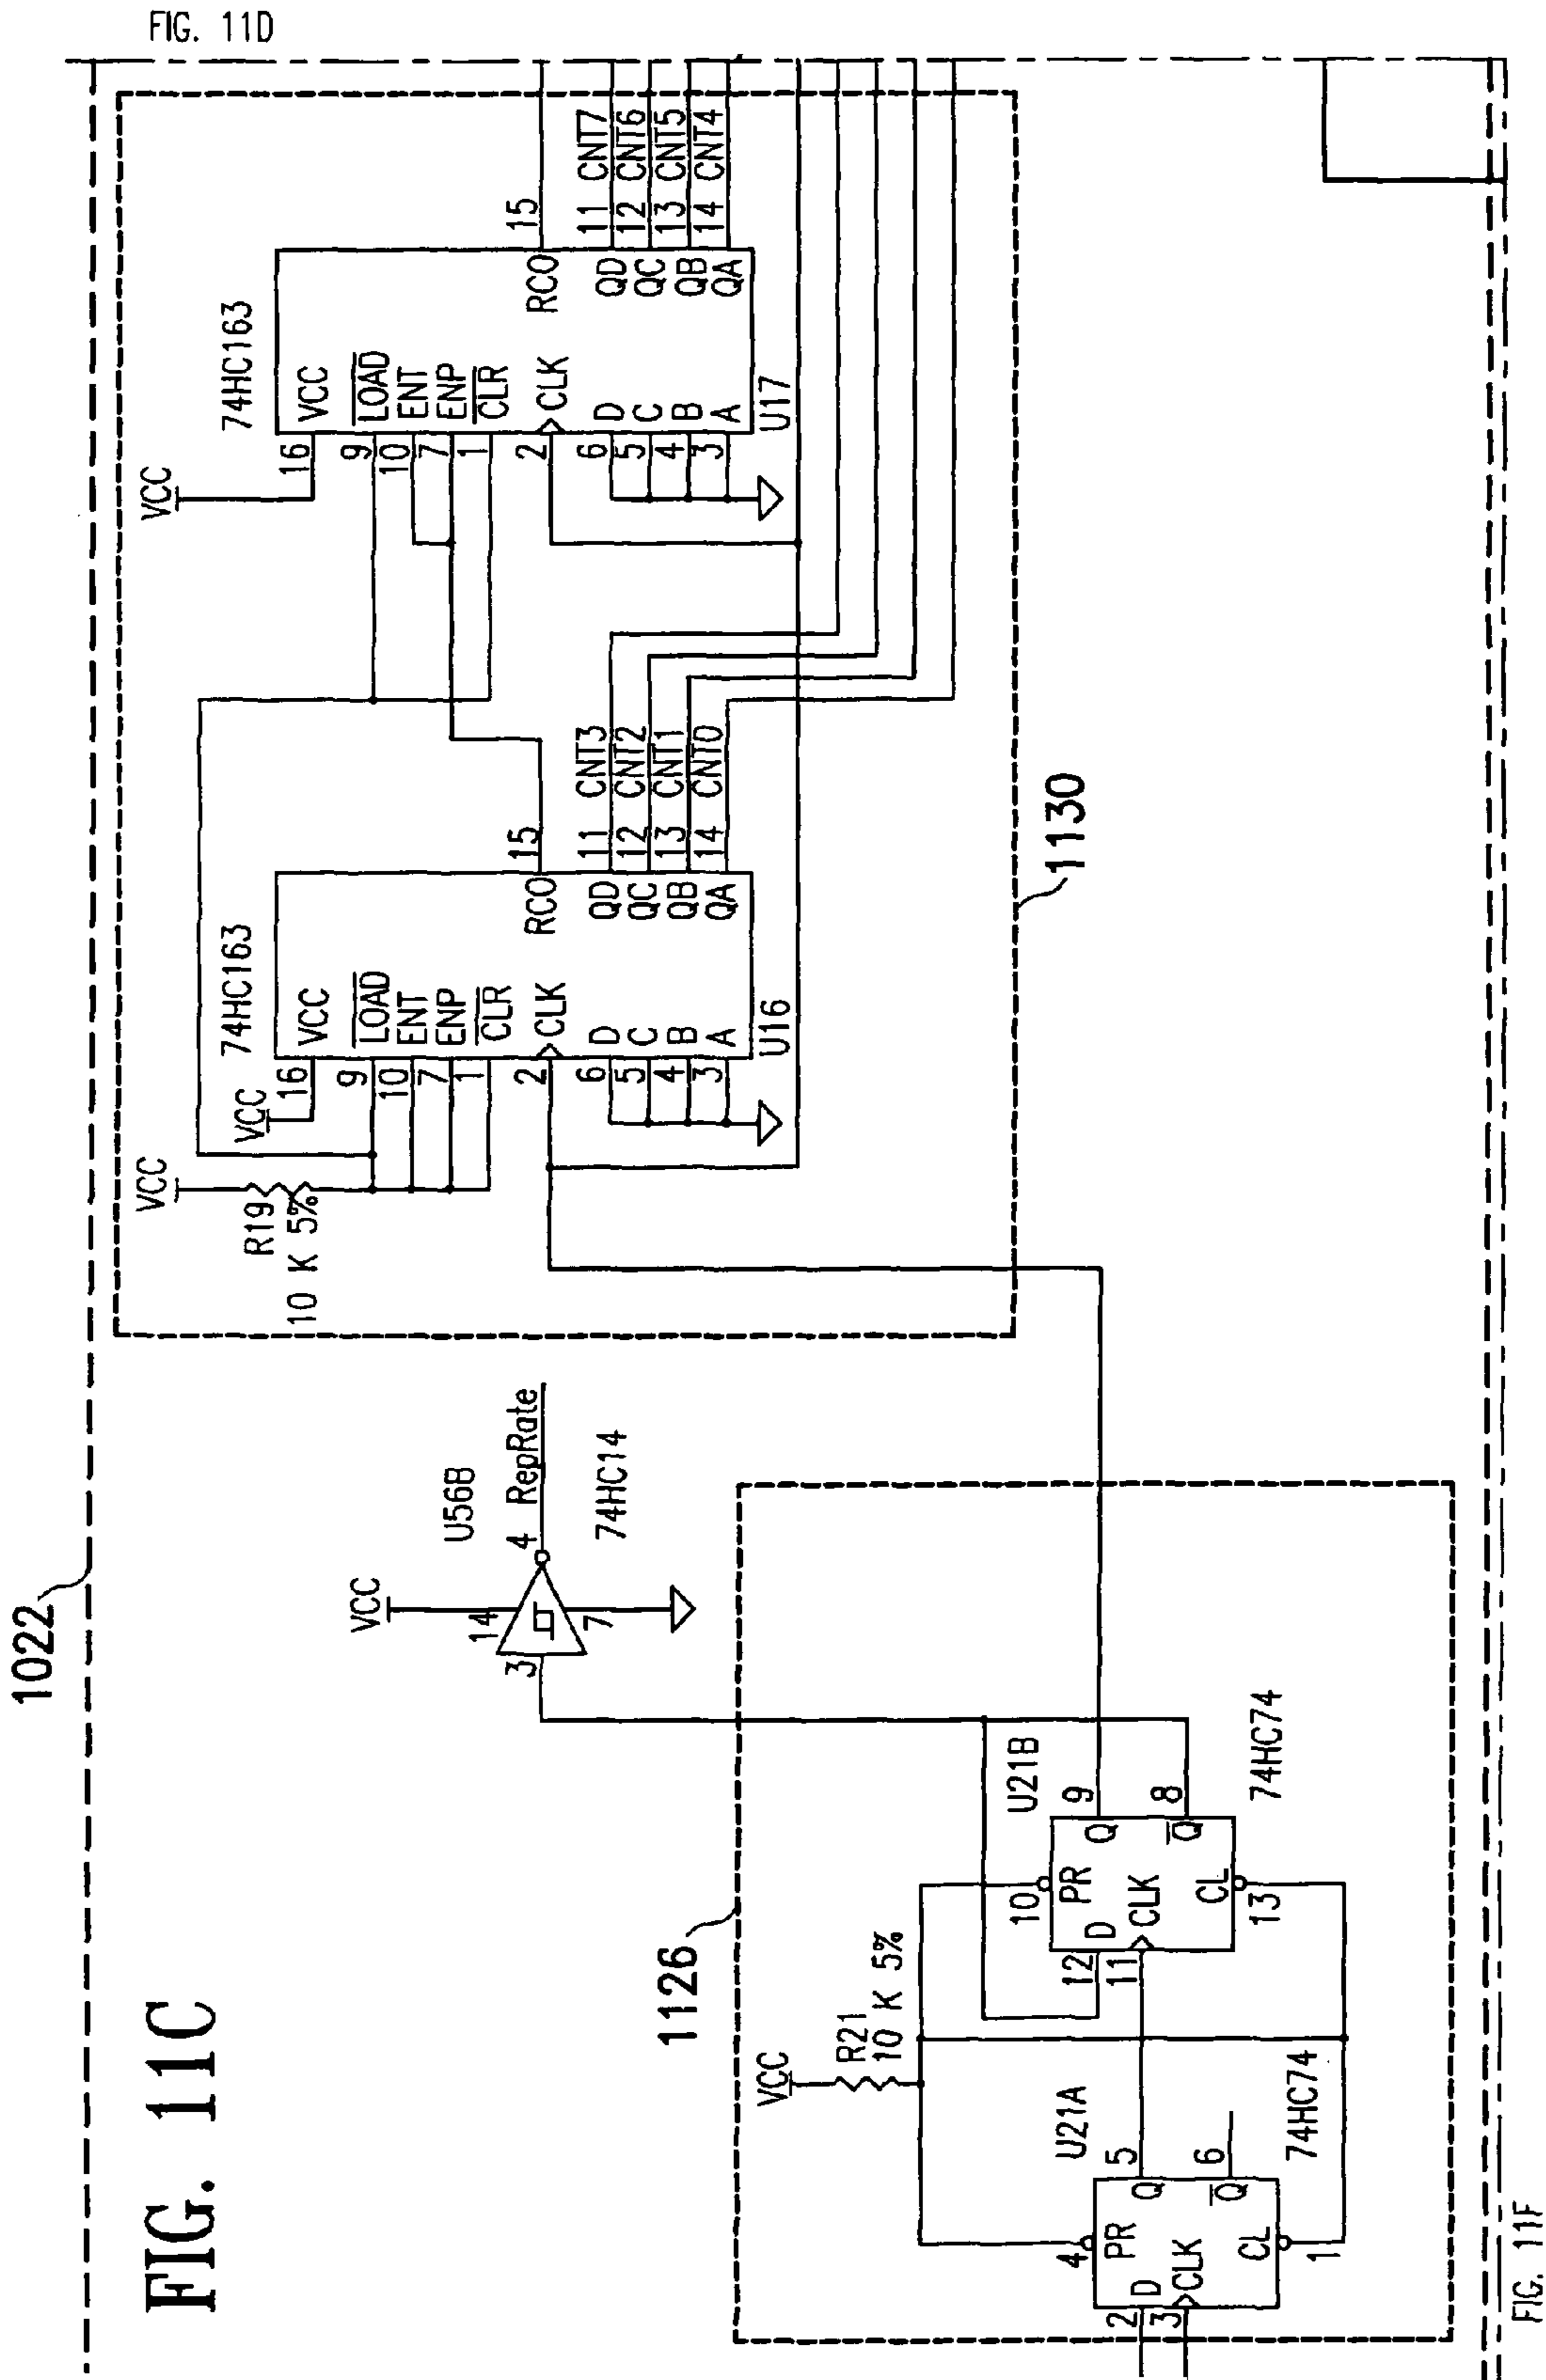 FIG. 11C
1022
FIG. 11D
FIG. 11F
VCC
R19
10 K 5%
VCC
74HC163
16 VCC
9 LOAD
10 ENT
7 ENP
1 CLR
2 CLK
6 D
5 C
4 B
3 A
U16
RCO 15
QD 11 CNT3
QC 12 CNT2
QB 13 CNT1
QA 14 CNT0
VCC
74HC163
16 VCC
9 LOAD
10 ENT
7 ENP
1 CLR
2 CLK
6 D
5 C
4 B
3 A
U17
RCO 15
QD 11 CNT7
QC 12 CNT6
QB 13 CNT5
QA 14 CNT4
1130
VCC
U56B
14
3
4 RepRate
7
74HC14
1126
VCC
R21
10 K 5%
U21A
4
PR
2 D
3 CLK
Q 5
Q 6
CL
1
74HC74
U21B
10
PR
12 D
11 CLK
Q 9
Q 8
CL
13
74HC74